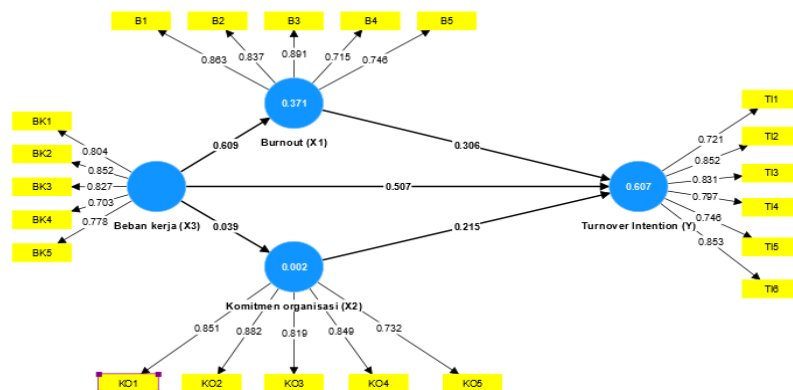 B1
B2
B3
B4
B5
0.863
0.837
0.891
0.715
0.746
0.371
Burnout (X1)
BK1
BK2
BK3
BK4
BK5
0.804
0.852
0.827
0.703
0.778
Beban kerja (X3)
0.609
0.507
0.039
0.306
0.215
0.002
Komitmen organisasi (X2)
0.851
0.882
0.819
0.849
0.732
KO1
KO2
KO3
KO4
KO5
0.607
Turnover Intention (Y)
0.721
0.852
0.831
0.797
0.746
0.853
TI1
TI2
TI3
TI4
TI5
TI6